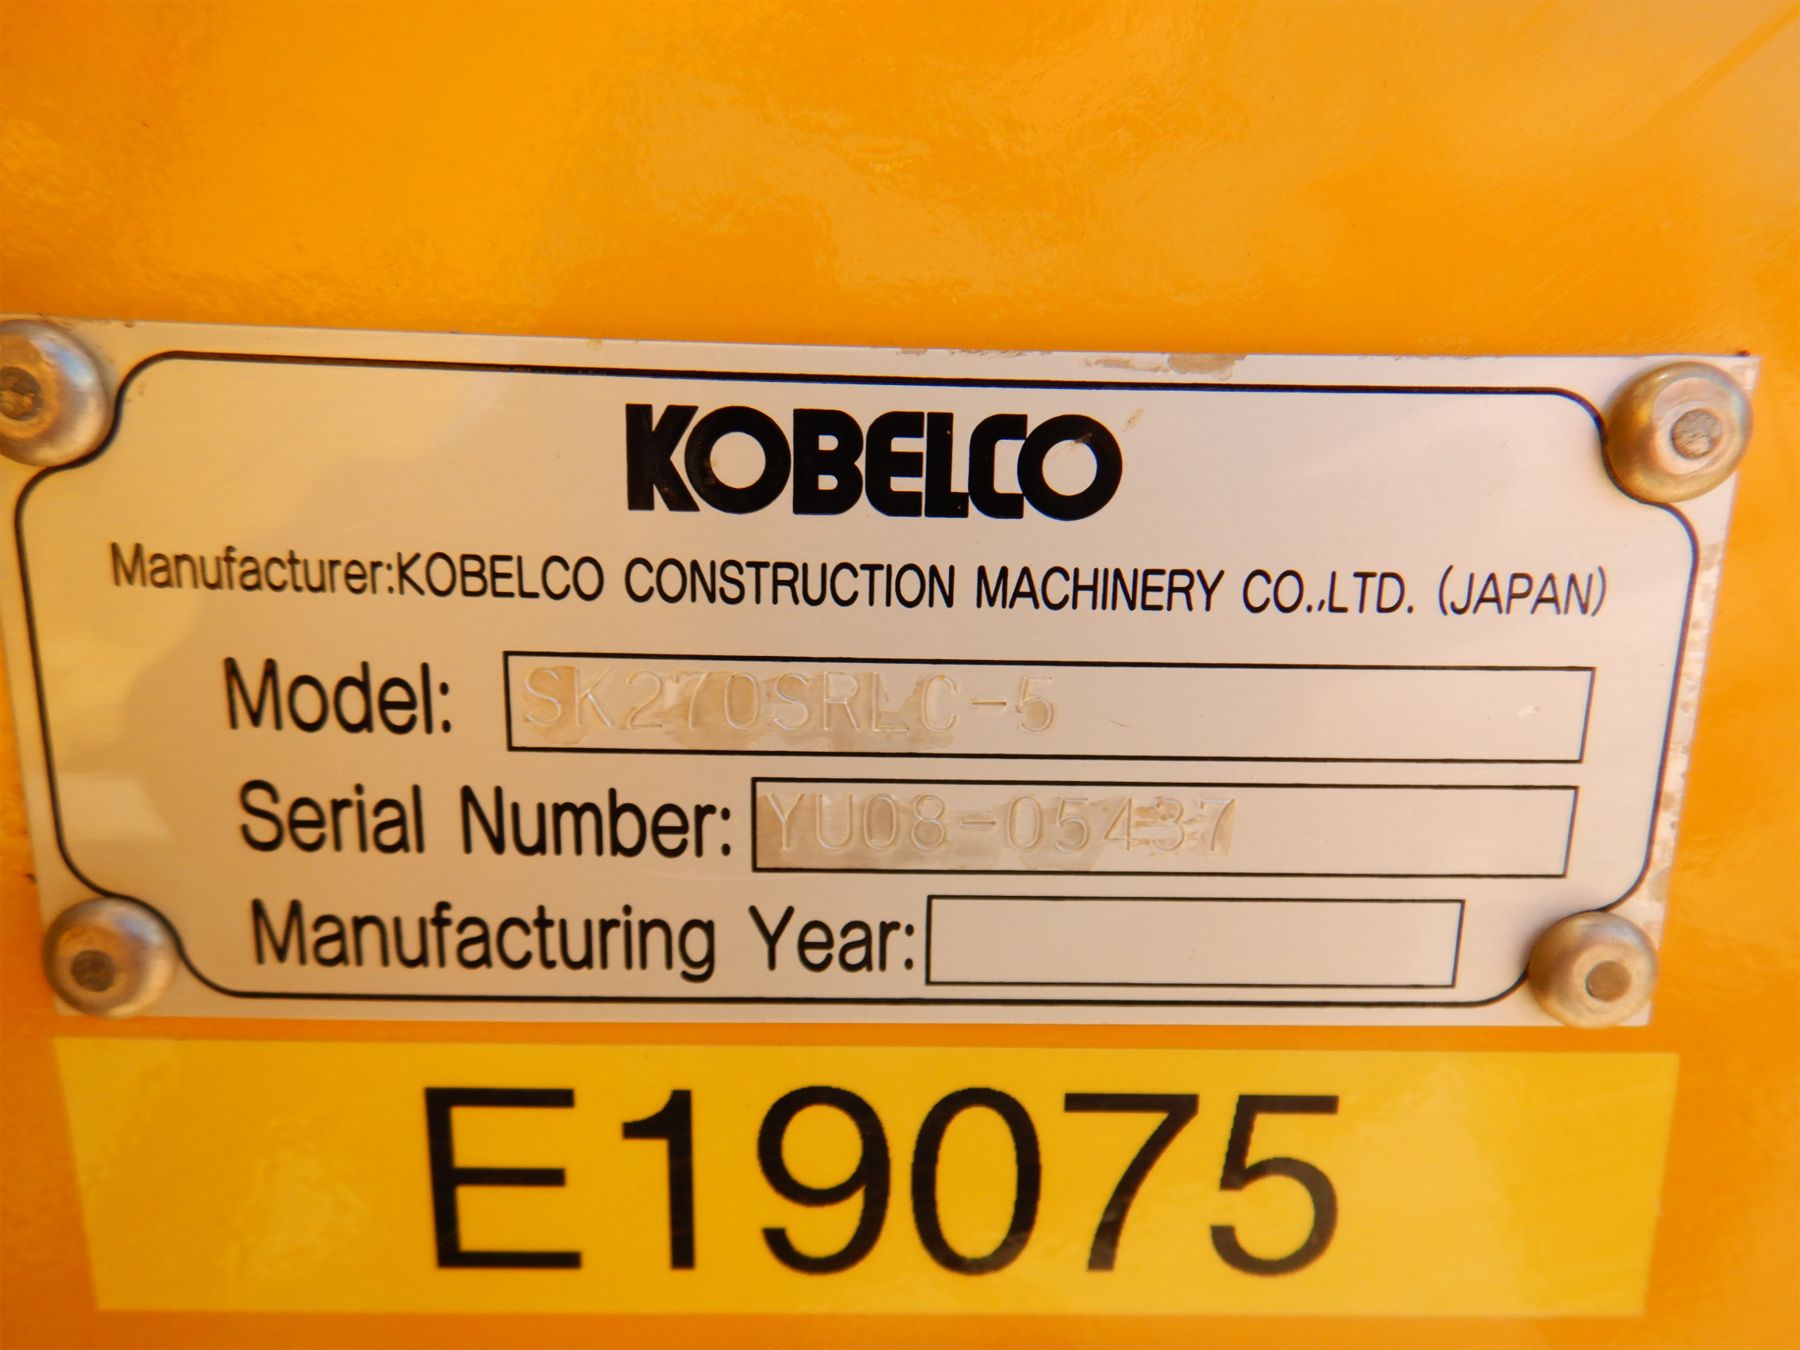 KOBELCO
Manufacturer:KOBELCO CONSTRUCTION MACHINERY CO.,LTD. (JAPAN)
Model: SK270SRLC-5
Serial Number: YU08-05437
Manufacturing Year:
E19075